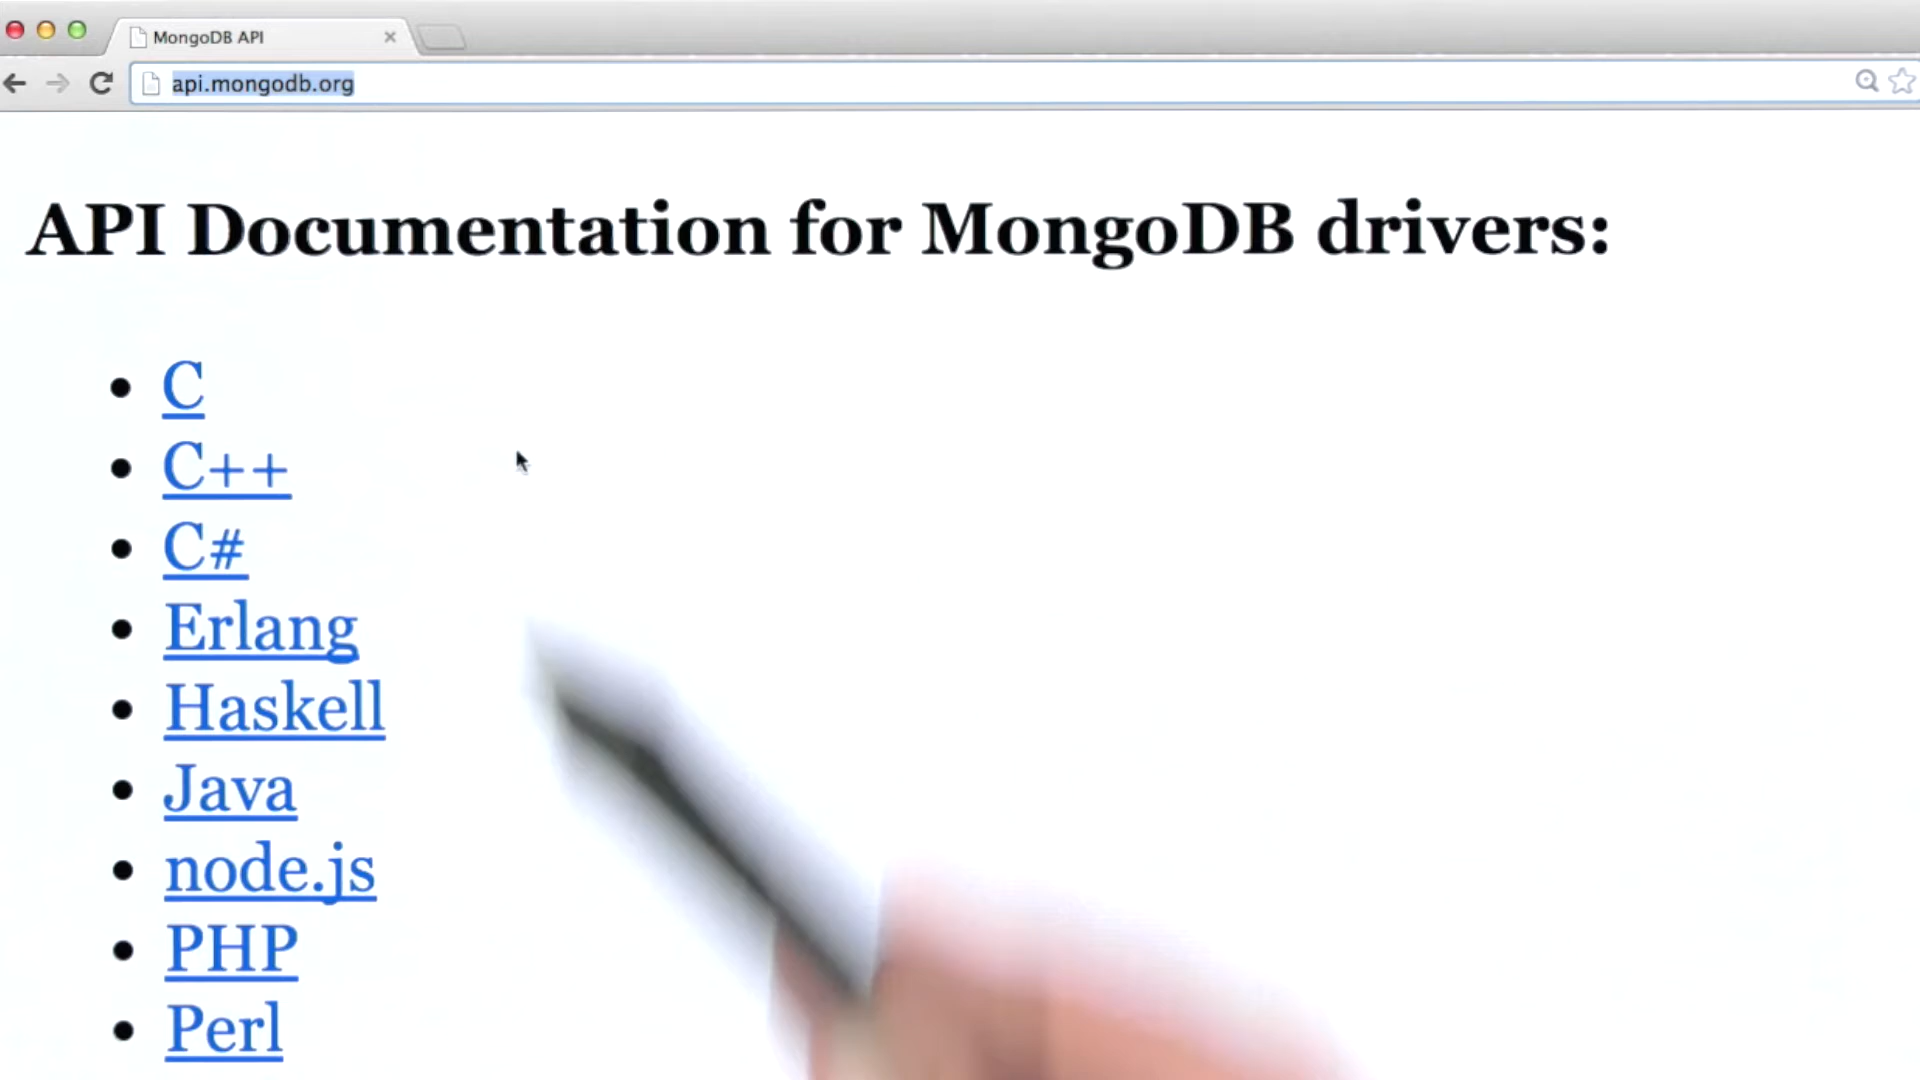 MongoDB API
api.mongodb.org
API Documentation for MongoDB drivers:
C
C++
C#
Erlang
Haskell
Java
node.js
PHP
Perl